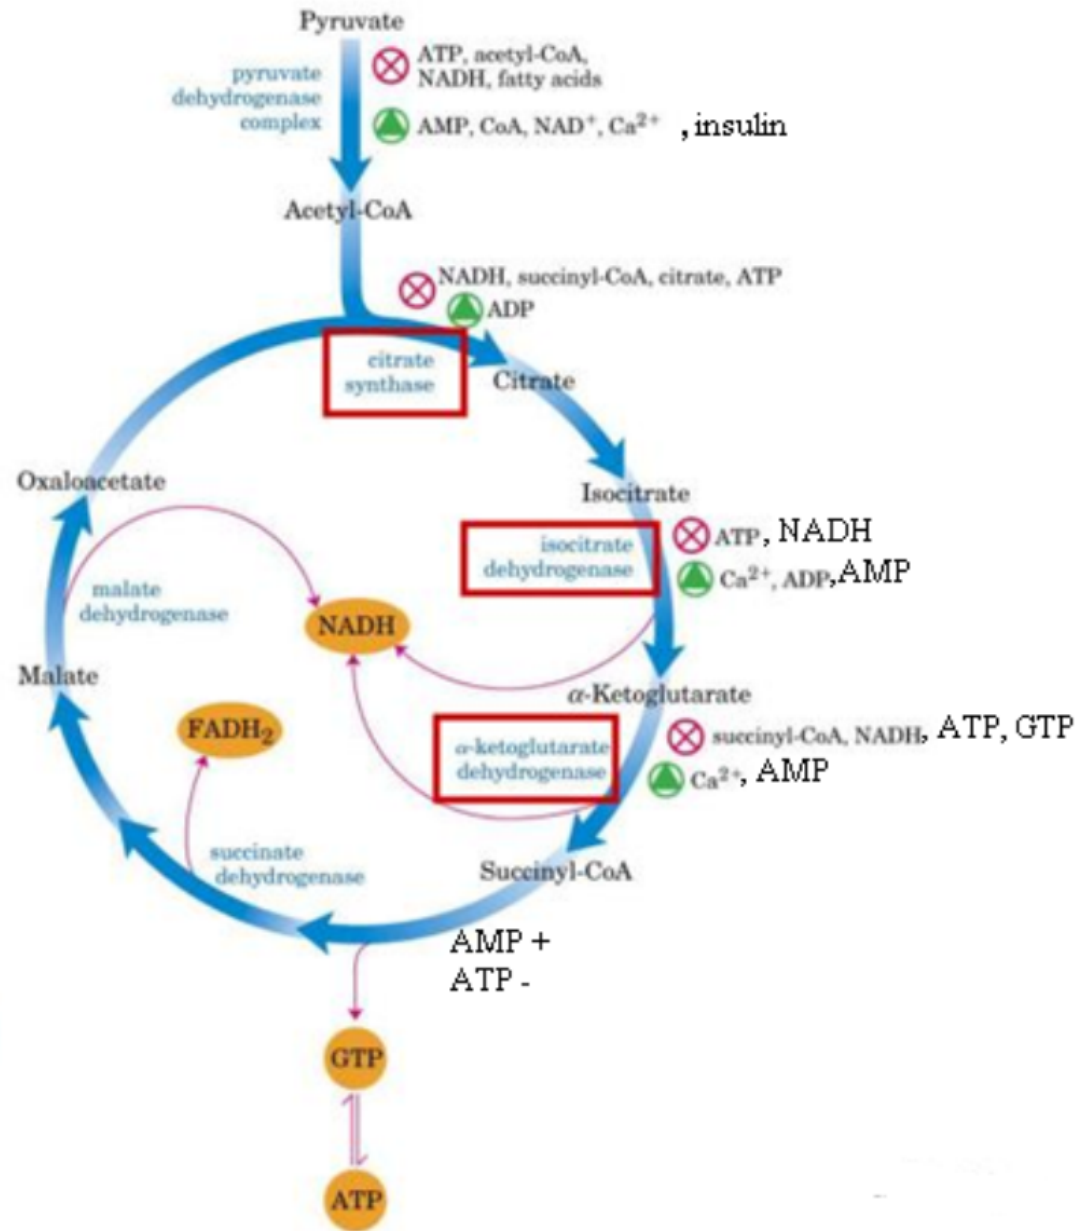 Pyruvate
ATP, acetyl-CoA,
NADH, fatty acids
pyruvate
dehydrogenase
complex
AMP, CoA, NAD⁺, Ca²⁺ , insulin
Acetyl-CoA
NADH, succinyl-CoA, citrate, ATP
ADP
citrate
synthase
Citrate
Oxaloacetate
Isocitrate
ATP, NADH
isocitrate
dehydrogenase
Ca²⁺, ADP, AMP
malate
dehydrogenase
NADH
Malate
α-Ketoglutarate
FADH₂
succinyl-CoA, NADH, ATP, GTP
α-ketoglutarate
dehydrogenase
Ca²⁺, AMP
succinate
dehydrogenase
Succinyl-CoA
AMP +
ATP -
GTP
ATP